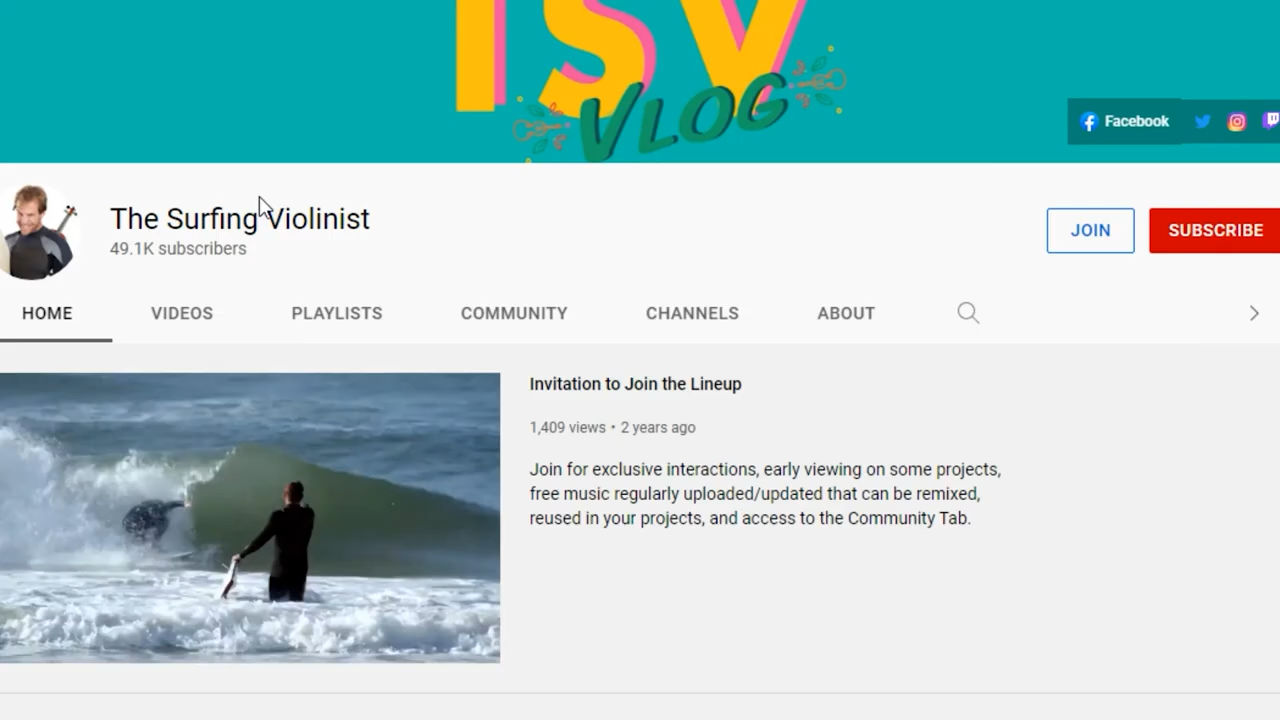 TSV
VLOG
Facebook
The Surfing Violinist
49.1K subscribers
JOIN
SUBSCRIBE
HOME
VIDEOS
PLAYLISTS
COMMUNITY
CHANNELS
ABOUT
Invitation to Join the Lineup
1,409 views • 2 years ago
Join for exclusive interactions, early viewing on some projects,
free music regularly uploaded/updated that can be remixed,
reused in your projects, and access to the Community Tab.